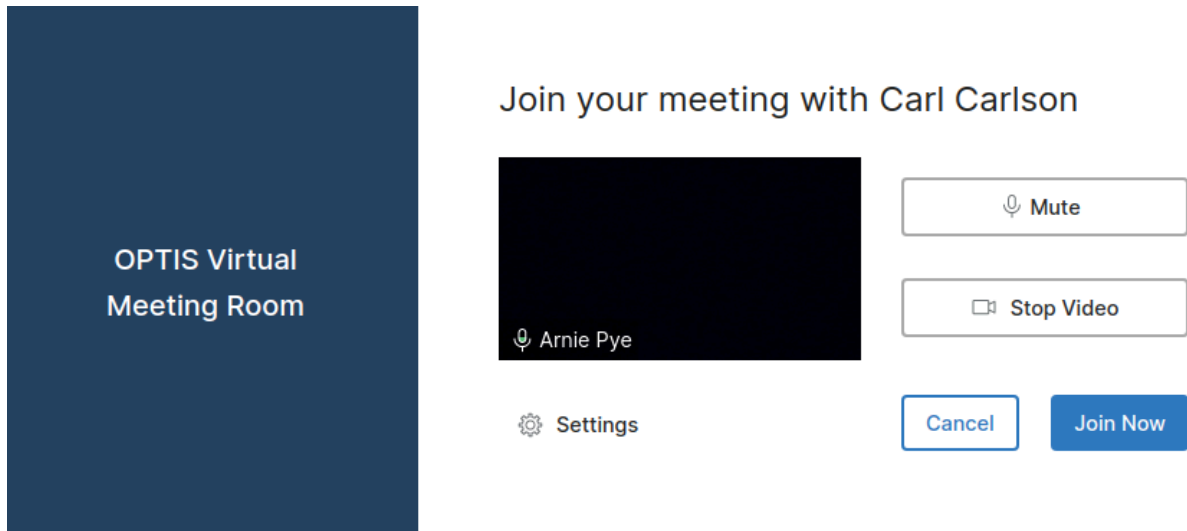 OPTIS Virtual
Meeting Room
Join your meeting with Carl Carlson
Arnie Pye
Mute
Stop Video
Settings
Cancel
Join Now